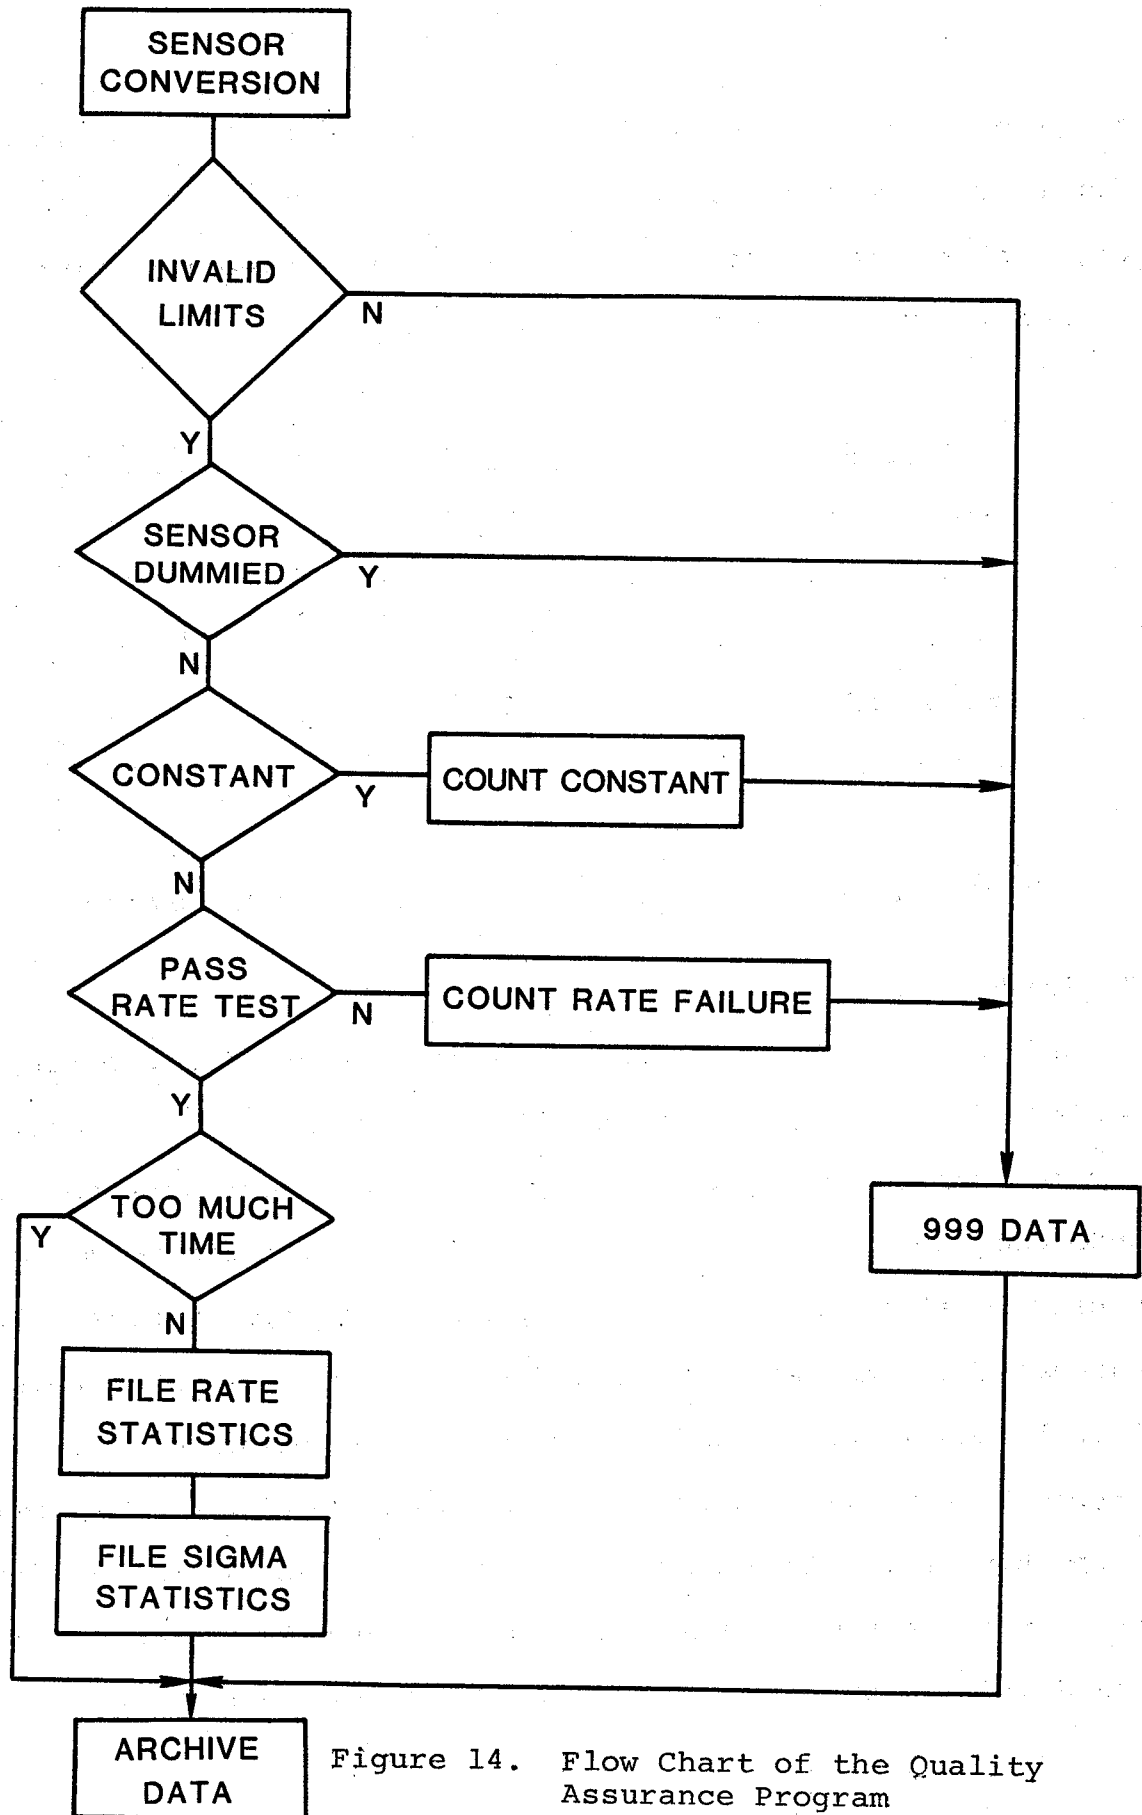 SENSOR
CONVERSION
INVALID
LIMITS
N
Y
SENSOR
DUMMIED
Y
N
CONSTANT
Y
COUNT CONSTANT
N
PASS
RATE TEST
N
COUNT RATE FAILURE
Y
TOO MUCH
TIME
Y
999 DATA
N
FILE RATE
STATISTICS
FILE SIGMA
STATISTICS
ARCHIVE
DATA
Figure 14. Flow Chart of the Quality
Assurance Program